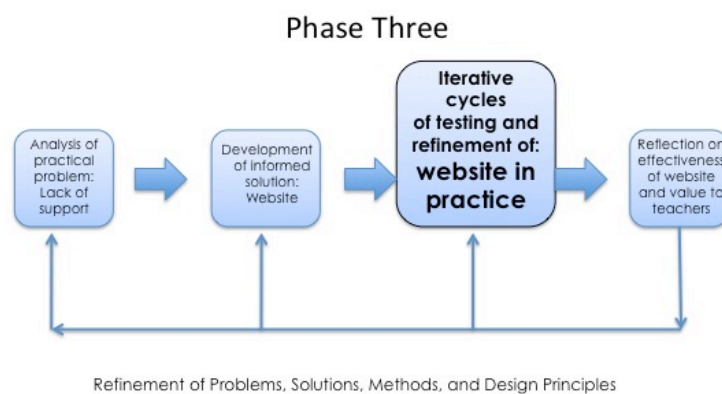 Phase Three
Analysis of
practical
problem:
Lack of
support
Development
of informed
solution:
Website
Iterative
cycles
of testing and
refinement of:
website in
practice
Reflection on
effectiveness
of website
and value to
teachers
Refinement of Problems, Solutions, Methods, and Design Principles